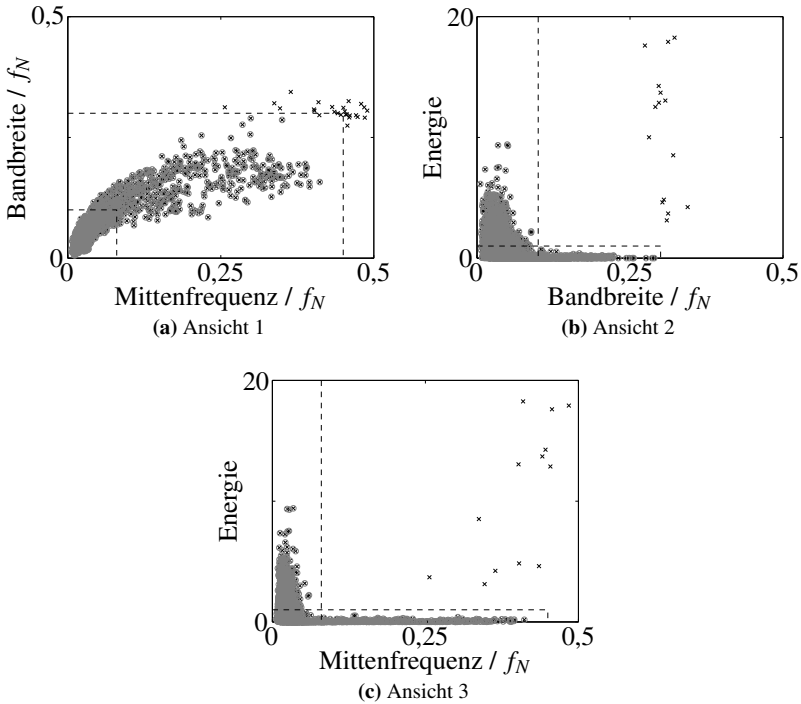 0,5
Bandbreite / f_N
0
0
0,25
0,5
Mittenfrequenz / f_N
(a) Ansicht 1
20
Energie
10
0
0
0,25
0,5
Bandbreite / f_N
(b) Ansicht 2
20
Energie
0
0
0,25
0,5
Mittenfrequenz / f_N
(c) Ansicht 3